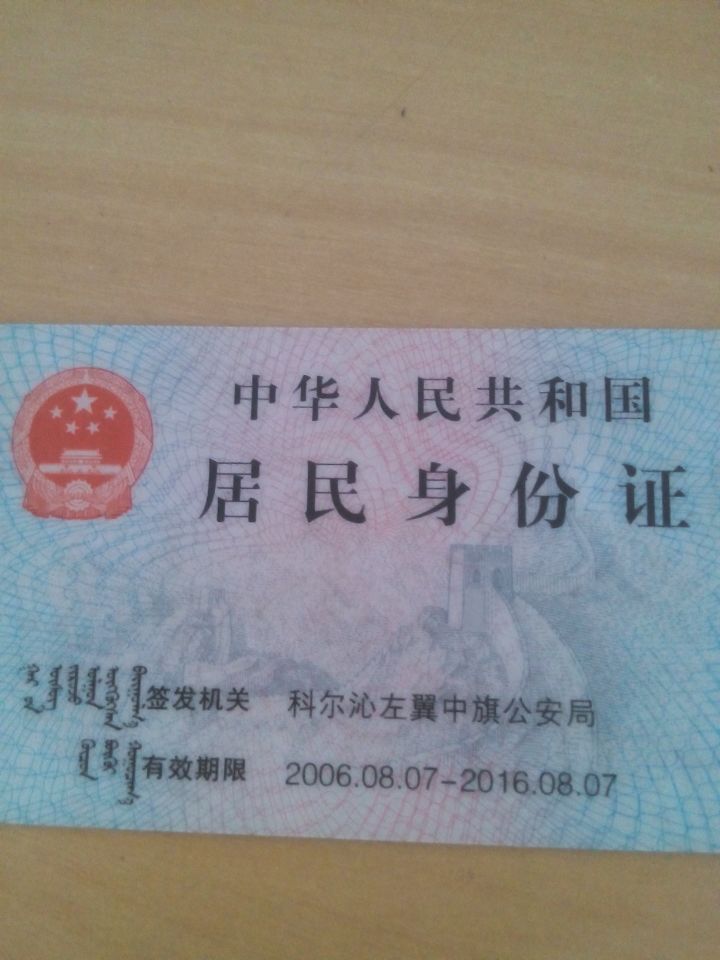 中华人民共和国
居民身份证
签发机关 科尔沁左翼中旗公安局
有效期限 2006.08.07-2016.08.07